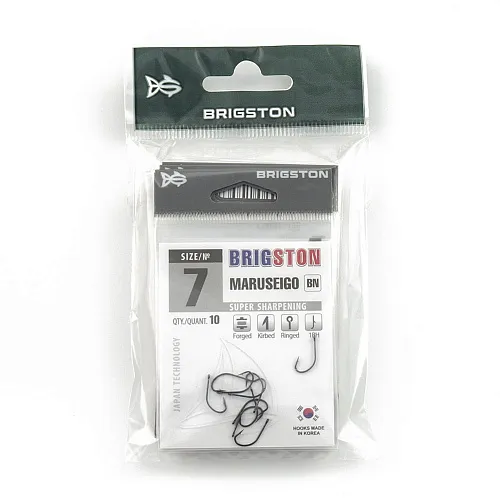 BRIGSTON
BRIGSTON
SIZE/№
7
QTY./QUANT. 10
BRIGSTON
MARUSEIGO BN
SUPER SHARPENING
Forged Kirbed Ringed
JAPAN TECHNOLOGY
HOOKS MADE
IN KOREA